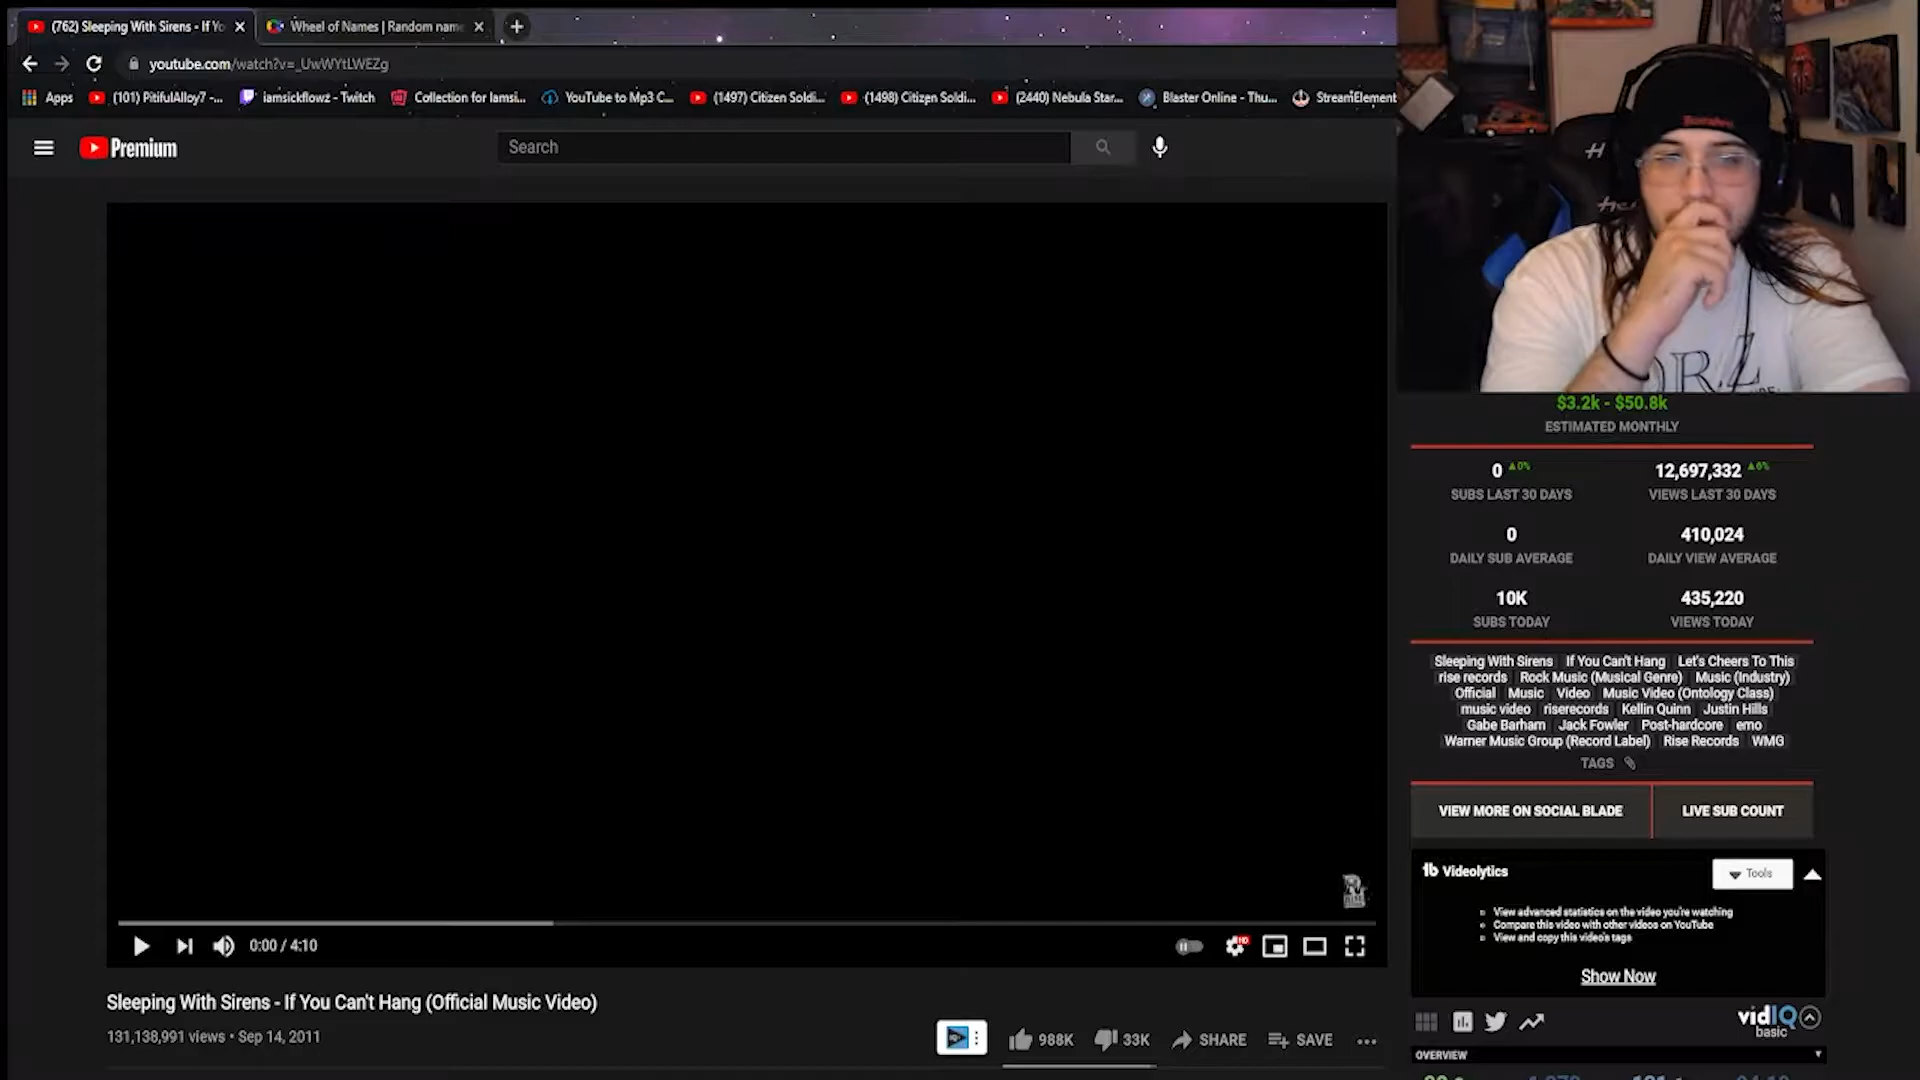 (762) Sleeping With Sirens - If Yo
Wheel of Names | Random name
youtube.com/watch?v=_UwWYtLWEZg
Apps
(101) PitifulAlloy7 -...
iamsickflowz - Twitch
Collection for Iamsi...
YouTube to Mp3 C...
(1497) Citizen Soldi...
(1498) Citizen Soldi...
(2440) Nebula Star...
Blaster Online - Thu...
StreamElement
Premium
Search
$3.2k - $50.8k
ESTIMATED MONTHLY
0 ▲0%
12,697,332 ▲6%
SUBS LAST 30 DAYS
VIEWS LAST 30 DAYS
0
410,024
DAILY SUB AVERAGE
DAILY VIEW AVERAGE
10K
435,220
SUBS TODAY
VIEWS TODAY
Sleeping With Sirens If You Can't Hang Let's Cheers To This
rise records Rock Music (Musical Genre) Music (Industry)
Official Music Video Music Video (Ontology Class)
music video riserecords Kellin Quinn Justin Hills
Gabe Barham Jack Fowler Post-hardcore emo
Warner Music Group (Record Label) Rise Records WMG
TAGS
VIEW MORE ON SOCIAL BLADE
LIVE SUB COUNT
Videolytics
Tools
View advanced statistics on the video you're watching
Compare this video with other videos on YouTube
View and copy this video's tags
Show Now
0:00 / 4:10
HD
Sleeping With Sirens - If You Can't Hang (Official Music Video)
131,138,991 views • Sep 14, 2011
988K
33K
SHARE
SAVE
vidIQ
basic
OVERVIEW